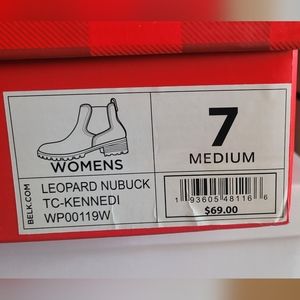 BELK.COM
WOMENS
LEOPARD NUBUCK
TC-KENNEDI
WP00119W
7
MEDIUM
1 93605 48116 6
$69.00